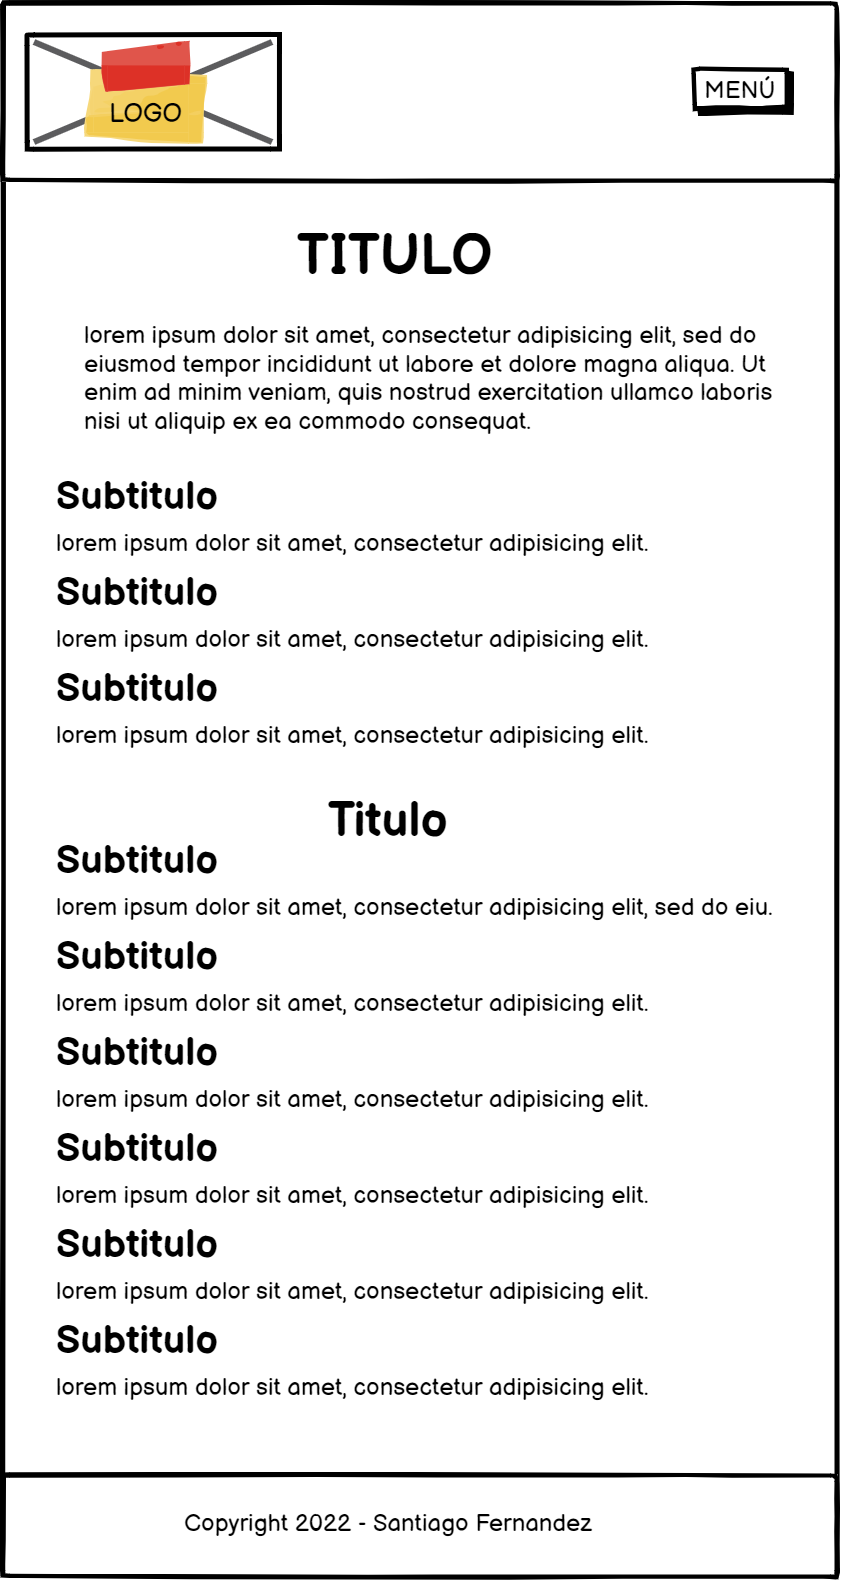 LOGO
MENÚ
TITULO
lorem ipsum dolor sit amet, consectetur adipisicing elit, sed do
eiusmod tempor incididunt ut labore et dolore magna aliqua. Ut
enim ad minim veniam, quis nostrud exercitation ullamco laboris
nisi ut aliquip ex ea commodo consequat.
Subtitulo
lorem ipsum dolor sit amet, consectetur adipisicing elit.
Subtitulo
lorem ipsum dolor sit amet, consectetur adipisicing elit.
Subtitulo
lorem ipsum dolor sit amet, consectetur adipisicing elit.
Titulo
Subtitulo
lorem ipsum dolor sit amet, consectetur adipisicing elit, sed do eiu.
Subtitulo
lorem ipsum dolor sit amet, consectetur adipisicing elit.
Subtitulo
lorem ipsum dolor sit amet, consectetur adipisicing elit.
Subtitulo
lorem ipsum dolor sit amet, consectetur adipisicing elit.
Subtitulo
lorem ipsum dolor sit amet, consectetur adipisicing elit.
Subtitulo
lorem ipsum dolor sit amet, consectetur adipisicing elit.
Copyright 2022 - Santiago Fernandez